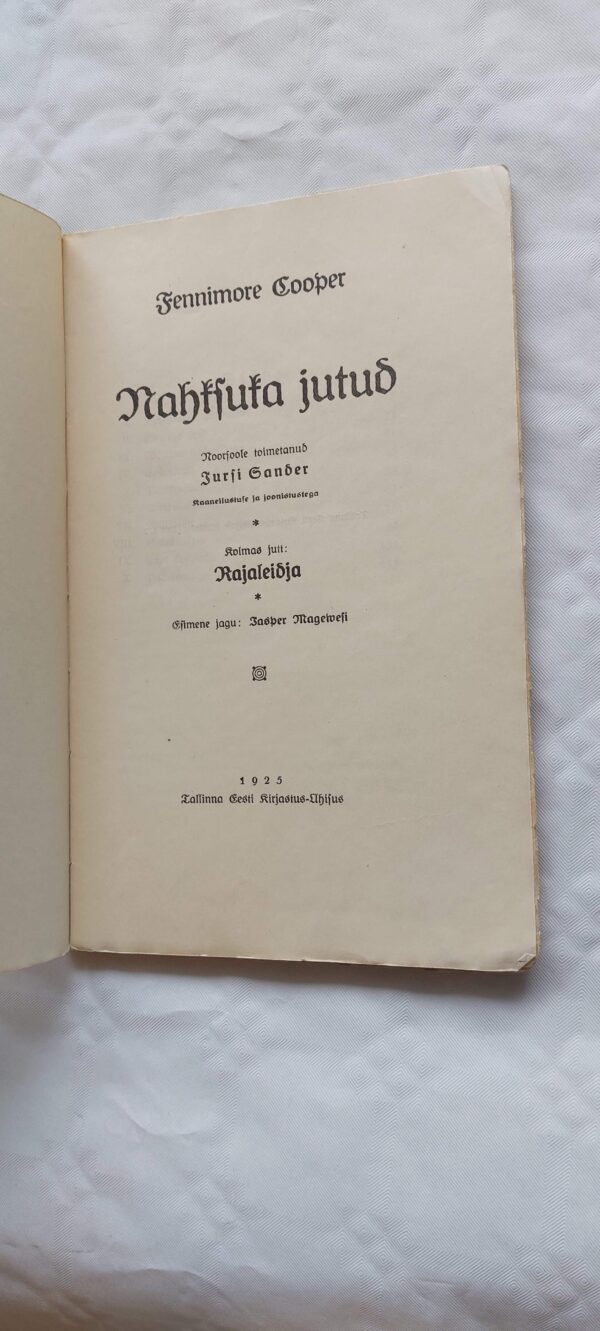 Fennimore Cooper
Nahksuka jutud
Noorsoole toimetanud
Jursi Sander
Kaaneilustuse ja joonistustega
*
Kolmas jutt:
Rajaleidja
*
Esimene jagu: Jasper Magewesi
1925
Tallinna Eesti Kirjastus-Ühisus